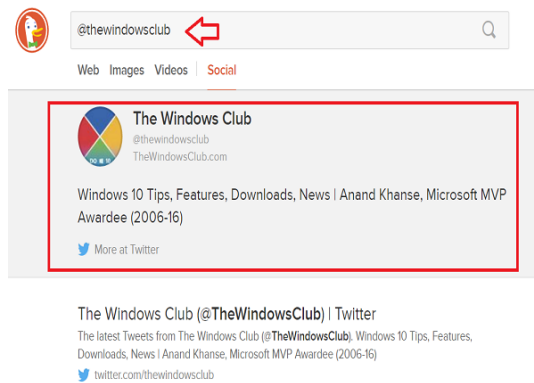 @thewindowsclub
Web Images Videos Social
The Windows Club
@thewindowsclub
TheWindowsClub.com
Windows 10 Tips, Features, Downloads, News | Anand Khanse, Microsoft MVP
Awardee (2006-16)
More at Twitter
The Windows Club (@TheWindowsClub) | Twitter
The latest Tweets from The Windows Club (@TheWindowsClub). Windows 10 Tips, Features,
Downloads, News | Anand Khanse, Microsoft MVP Awardee (2006-16)
twitter.com/thewindowsclub